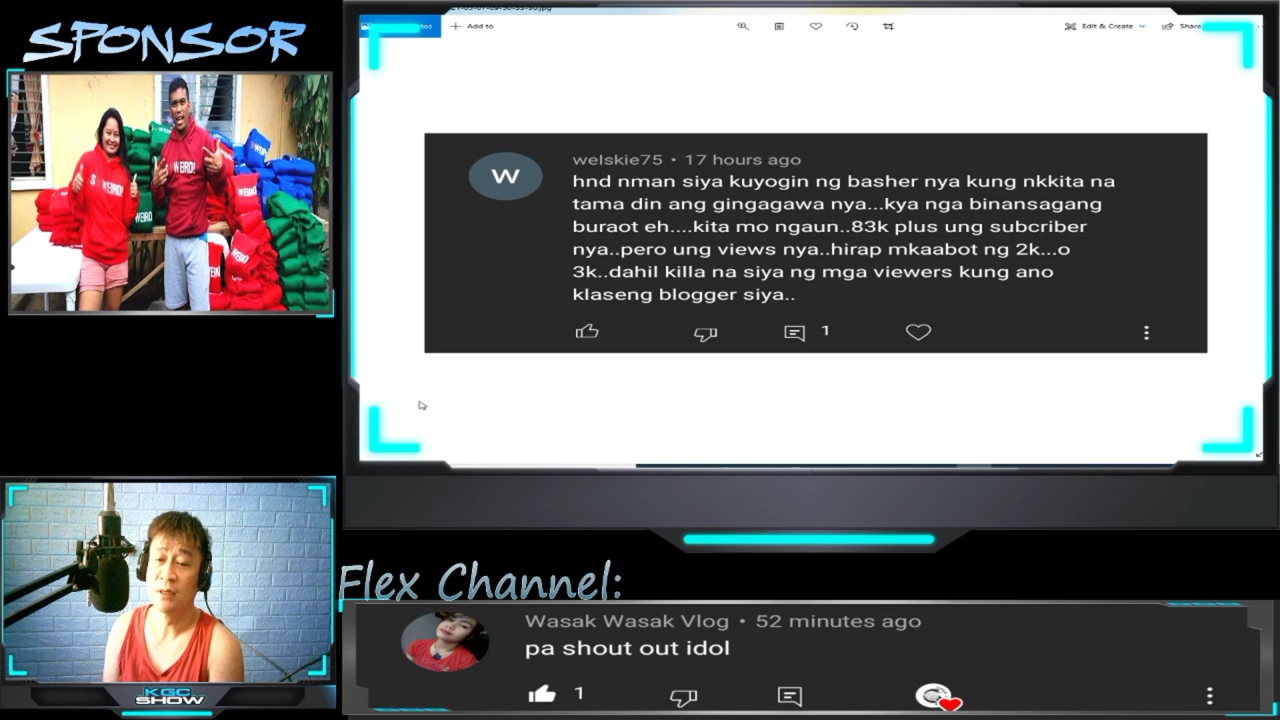 SPONSOR
Add to
Edit & Create
Share
welskie75 • 17 hours ago
hnd nman siya kuyogin ng basher nya kung nkkita na
tama din ang gingagawa nya...kya nga binansagang
buraot eh....kita mo ngaun..83k plus ung subcriber
nya..pero ung views nya..hirap mkaabot ng 2k...o
3k..dahil killa na siya ng mga viewers kung ano
klaseng blogger siya..
W
1
WEIRD!
KGC
SHOW
Flex Channel:
Wasak Wasak Vlog • 52 minutes ago
pa shout out idol
1